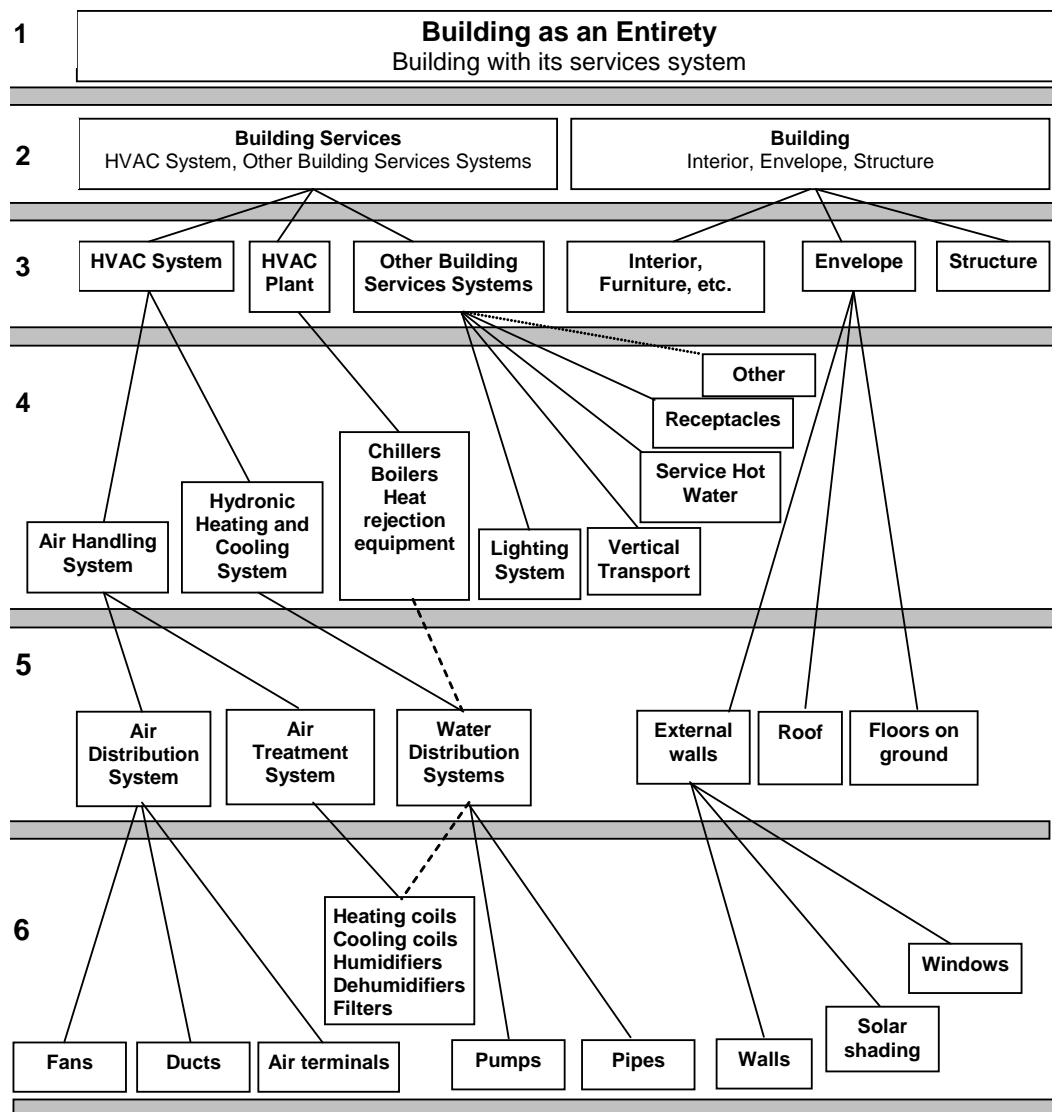 1
Building as an Entirety
Building with its services system
2
Building Services
HVAC System, Other Building Services Systems
Building
Interior, Envelope, Structure
3
HVAC System
HVAC
Plant
Other Building
Services Systems
Interior,
Furniture, etc.
Envelope
Structure
4
Other
Receptacles
Service Hot
Water
Chillers
Boilers
Heat
rejection
equipment
Hydronic
Heating and
Cooling
System
Air Handling
System
Lighting
System
Vertical
Transport
5
Air
Distribution
System
Air
Treatment
System
Water
Distribution
Systems
External
walls
Roof
Floors on
ground
6
Heating coils
Cooling coils
Humidifiers
Dehumidifiers
Filters
Windows
Solar
shading
Fans
Ducts
Air terminals
Pumps
Pipes
Walls